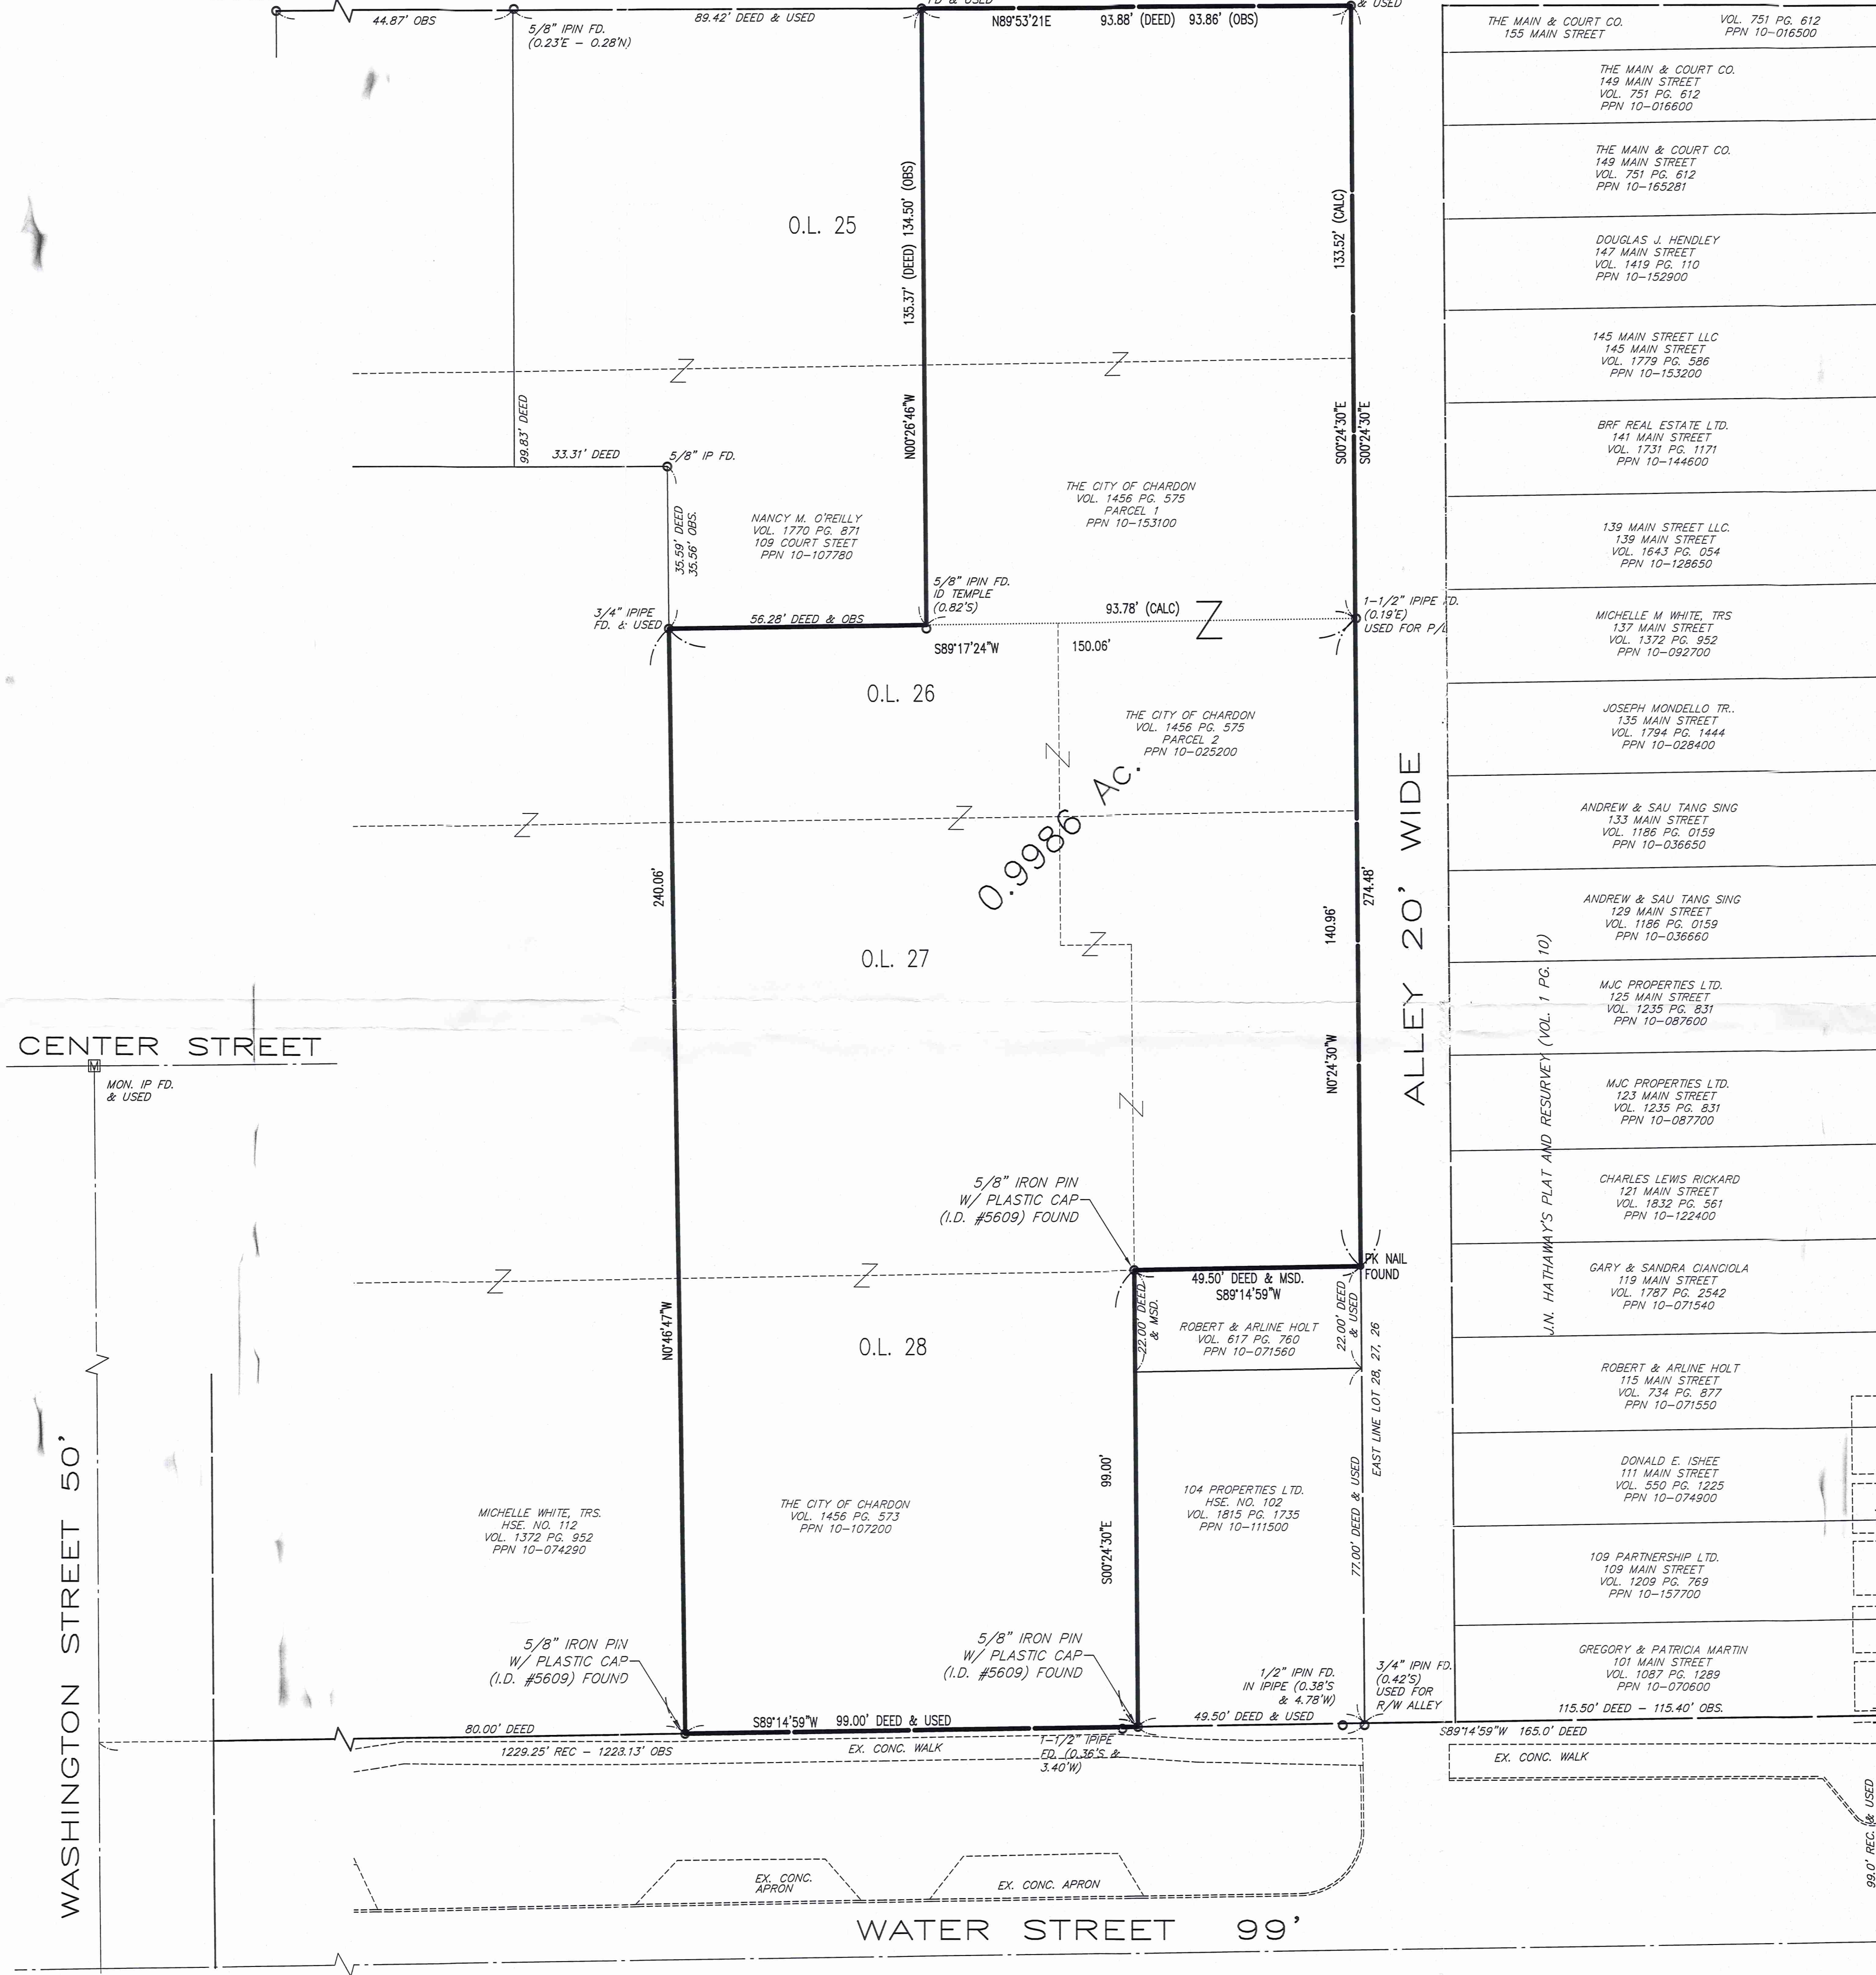 44.87' OBS
89.42' DEED & USED
FD & USED
N89°53'21E 93.88' (DEED) 93.86' (OBS)
& USED
5/8" IPIN FD.
(0.23'E - 0.28'N)
THE MAIN & COURT CO.
155 MAIN STREET
VOL. 751 PG. 612
PPN 10-016500
THE MAIN & COURT CO.
149 MAIN STREET
VOL. 751 PG. 612
PPN 10-016600
THE MAIN & COURT CO.
149 MAIN STREET
VOL. 751 PG. 612
PPN 10-165281
DOUGLAS J. HENDLEY
147 MAIN STREET
VOL. 1419 PG. 110
PPN 10-152900
145 MAIN STREET LLC
145 MAIN STREET
VOL. 1779 PG. 586
PPN 10-153200
BRF REAL ESTATE LTD.
141 MAIN STREET
VOL. 1731 PG. 1171
PPN 10-144600
139 MAIN STREET LLC.
139 MAIN STREET
VOL. 1643 PG. 054
PPN 10-128650
MICHELLE M WHITE, TRS
137 MAIN STREET
VOL. 1372 PG. 952
PPN 10-092700
JOSEPH MONDELLO TR..
135 MAIN STREET
VOL. 1794 PG. 1444
PPN 10-028400
ANDREW & SAU TANG SING
133 MAIN STREET
VOL. 1186 PG. 0159
PPN 10-036650
ANDREW & SAU TANG SING
129 MAIN STREET
VOL. 1186 PG. 0159
PPN 10-036660
MJC PROPERTIES LTD.
125 MAIN STREET
VOL. 1235 PG. 831
PPN 10-087600
MJC PROPERTIES LTD.
123 MAIN STREET
VOL. 1235 PG. 831
PPN 10-087700
CHARLES LEWIS RICKARD
121 MAIN STREET
VOL. 1832 PG. 561
PPN 10-122400
GARY & SANDRA CIANCIOLA
119 MAIN STREET
VOL. 1787 PG. 2542
PPN 10-071540
ROBERT & ARLINE HOLT
115 MAIN STREET
VOL. 734 PG. 877
PPN 10-071550
DONALD E. ISHEE
111 MAIN STREET
VOL. 550 PG. 1225
PPN 10-074900
109 PARTNERSHIP LTD.
109 MAIN STREET
VOL. 1209 PG. 769
PPN 10-157700
GREGORY & PATRICIA MARTIN
101 MAIN STREET
VOL. 1087 PG. 1289
PPN 10-070600
J.N. HATHAWAY'S PLAT AND RESURVEY (VOL. 1 PG. 10)
ALLEY 20' WIDE
O.L. 25
135.37' (DEED) 134.50' (OBS)
N00°26'46"W
133.52' (CALC)
S00°24'30"E
S00°24'30"E
99.83' DEED
33.31' DEED
5/8" IP FD.
35.59' DEED
35.56' OBS.
NANCY M. O'REILLY
VOL. 1770 PG. 871
109 COURT STEET
PPN 10-107780
THE CITY OF CHARDON
VOL. 1456 PG. 575
PARCEL 1
PPN 10-153100
5/8" IPIN FD.
ID TEMPLE
(0.82'S)
3/4" IPIPE
FD. & USED
56.28' DEED & OBS
93.78' (CALC)
Z
1-1/2" IPIPE FD.
(0.19'E)
USED FOR P/L
S89°17'24"W 150.06'
O.L. 26
THE CITY OF CHARDON
VOL. 1456 PG. 575
PARCEL 2
PPN 10-025200
0.9986 Ac.
240.06'
N0°46'47"W
274.48'
140.96'
N0°24'30"W
O.L. 27
CENTER STREET
MON. IP FD.
& USED
M
5/8" IRON PIN
W/ PLASTIC CAP
(I.D. #5609) FOUND
PK NAIL
FOUND
49.50' DEED & MSD.
S89°14'59"W
22.00' DEED
& MSD.
22.00' DEED
& USED
ROBERT & ARLINE HOLT
VOL. 617 PG. 760
PPN 10-071560
O.L. 28
EAST LINE LOT 28, 27, 26
77.00' DEED & USED
S00°24'30"E 99.00'
MICHELLE WHITE, TRS.
HSE. NO. 112
VOL. 1372 PG. 952
PPN 10-074290
THE CITY OF CHARDON
VOL. 1456 PG. 573
PPN 10-107200
104 PROPERTIES LTD.
HSE. NO. 102
VOL. 1815 PG. 1735
PPN 10-111500
5/8" IRON PIN
W/ PLASTIC CAP
(I.D. #5609) FOUND
5/8" IRON PIN
W/ PLASTIC CAP
(I.D. #5609) FOUND
1/2" IPIN FD.
IN IPIPE (0.38'S
& 4.78'W)
3/4" IPIN FD.
(0.42'S)
USED FOR
R/W ALLEY
WASHINGTON STREET 50'
80.00' DEED
S89°14'59"W 99.00' DEED & USED
49.50' DEED & USED
115.50' DEED - 115.40' OBS.
S89°14'59"W 165.0' DEED
1229.25' REC - 1228.13' OBS
EX. CONC. WALK
1-1/2" IPIPE
FD. (0.36'S &
3.40'W)
EX. CONC. WALK
99.0' REC. & USED
EX. CONC.
APRON
EX. CONC. APRON
WATER STREET 99'